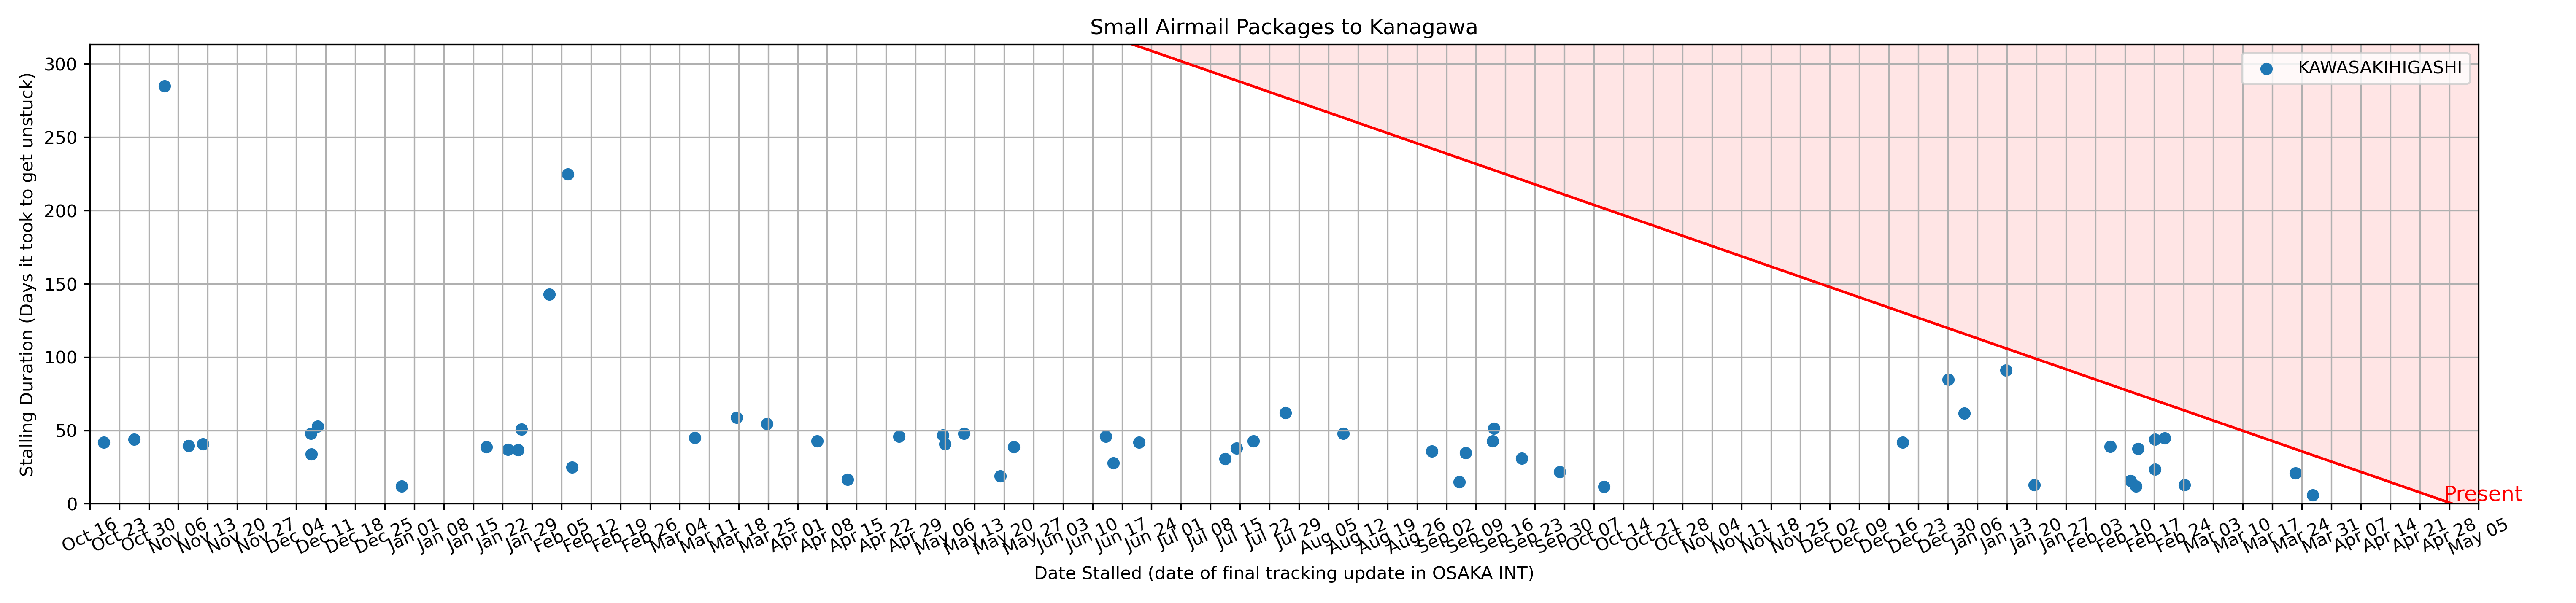 Small Airmail Packages to Kanagawa
Stalling Duration (Days it took to get unstuck)
300
250
200
150
100
50
0
KAWASAKIHIGASHI
Present
Oct 16
Oct 23
Oct 30
Nov 06
Nov 13
Nov 20
Nov 27
Dec 04
Dec 11
Dec 18
Dec 25
Jan 01
Jan 08
Jan 15
Jan 22
Jan 29
Feb 05
Feb 12
Feb 19
Feb 26
Mar 04
Mar 11
Mar 18
Mar 25
Apr 01
Apr 08
Apr 15
Apr 22
Apr 29
May 06
May 13
May 20
May 27
Jun 03
Jun 10
Jun 17
Jun 24
Jul 01
Jul 08
Jul 15
Jul 22
Jul 29
Aug 05
Aug 12
Aug 19
Aug 26
Sep 02
Sep 09
Sep 16
Sep 23
Sep 30
Oct 07
Oct 14
Oct 21
Oct 28
Nov 04
Nov 11
Nov 18
Nov 25
Dec 02
Dec 09
Dec 16
Dec 23
Dec 30
Jan 06
Jan 13
Jan 20
Jan 27
Feb 03
Feb 10
Feb 17
Feb 24
Mar 03
Mar 10
Mar 17
Mar 24
Mar 31
Apr 07
Apr 14
Apr 21
Apr 28
May 05
Date Stalled (date of final tracking update in OSAKA INT)